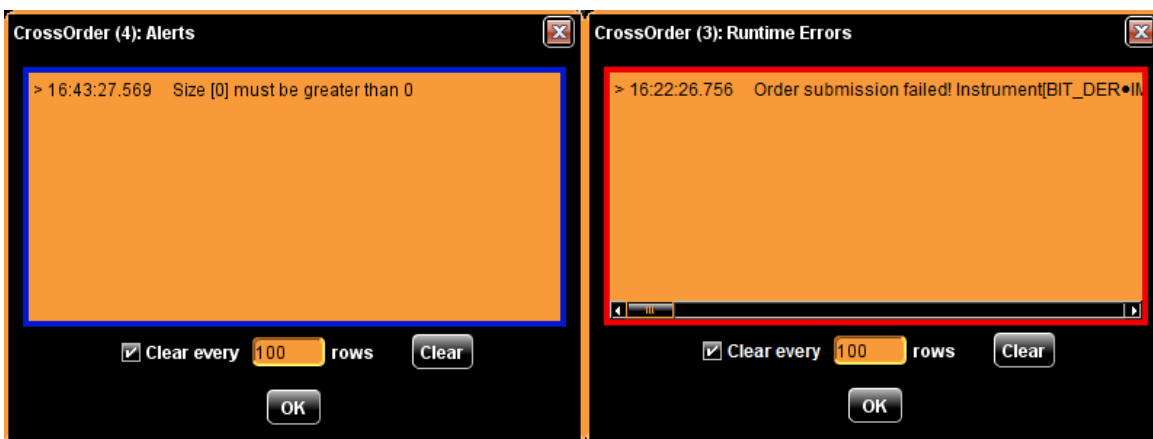 CrossOrder (4): Alerts
> 16:43:27.569 Size [0] must be greater than 0
Clear every 100 rows Clear
OK
CrossOrder (3): Runtime Errors
> 16:22:26.756 Order submission failed! Instrument[BIT_DER●IM
Clear every 100 rows Clear
OK